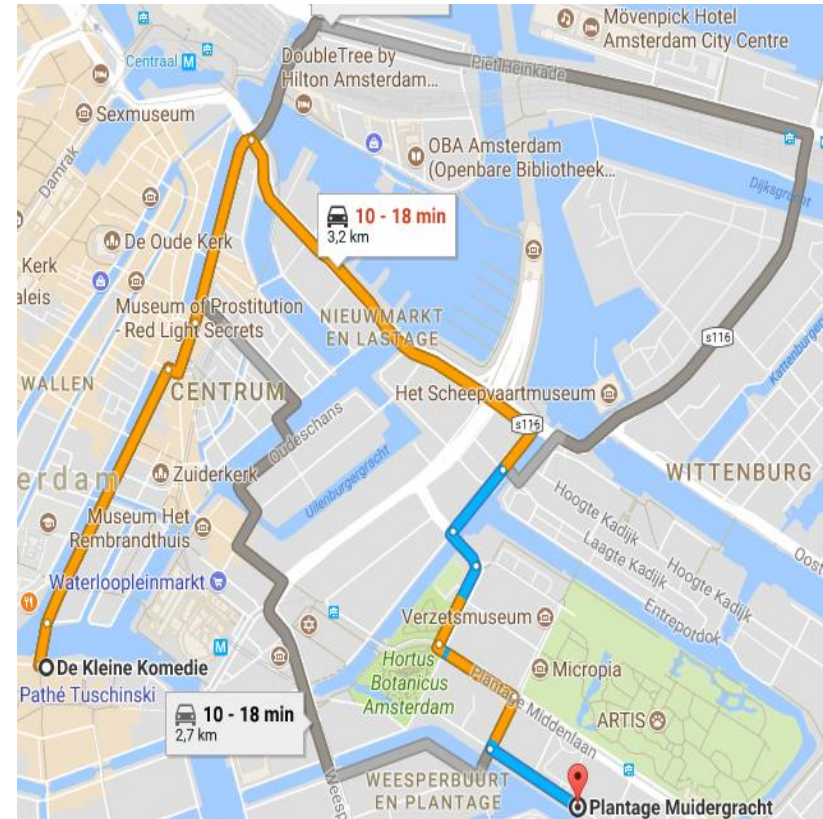 Centraal M
Mövenpick Hotel
Amsterdam City Centre
DoubleTree by
Hilton Amsterdam...
Piet Heinkade
Sexmuseum
Damrak
OBA Amsterdam
(Openbare Bibliotheek...
Dijksgracht
10 - 18 min
3,2 km
De Oude Kerk
Kerk
aleis
Museum of Prostitution
- Red Light Secrets
NIEUWMARKT
EN LASTAGE
s116
Kattenburger
WALLEN
CENTRUM
Het Scheepvaartmuseum
s116
Oudeschans
erdam
Zuiderkerk
Uilenburgergracht
WITTENBURG
Hoogte Kadijk
Museum Het
Rembrandthuis
Laagte Kadijk
Hoogte Kadijk
Oost
Waterloopleinmarkt
Entrepotdok
Verzetsmuseum
M
De Kleine Komedie
Pathé Tuschinski
Hortus
Botanicus
Amsterdam
Plantage Middenlaan
Micropia
ARTIS
10 - 18 min
2,7 km
WEESPERBUURT
EN PLANTAGE
Weesp
Plantage Muidergracht